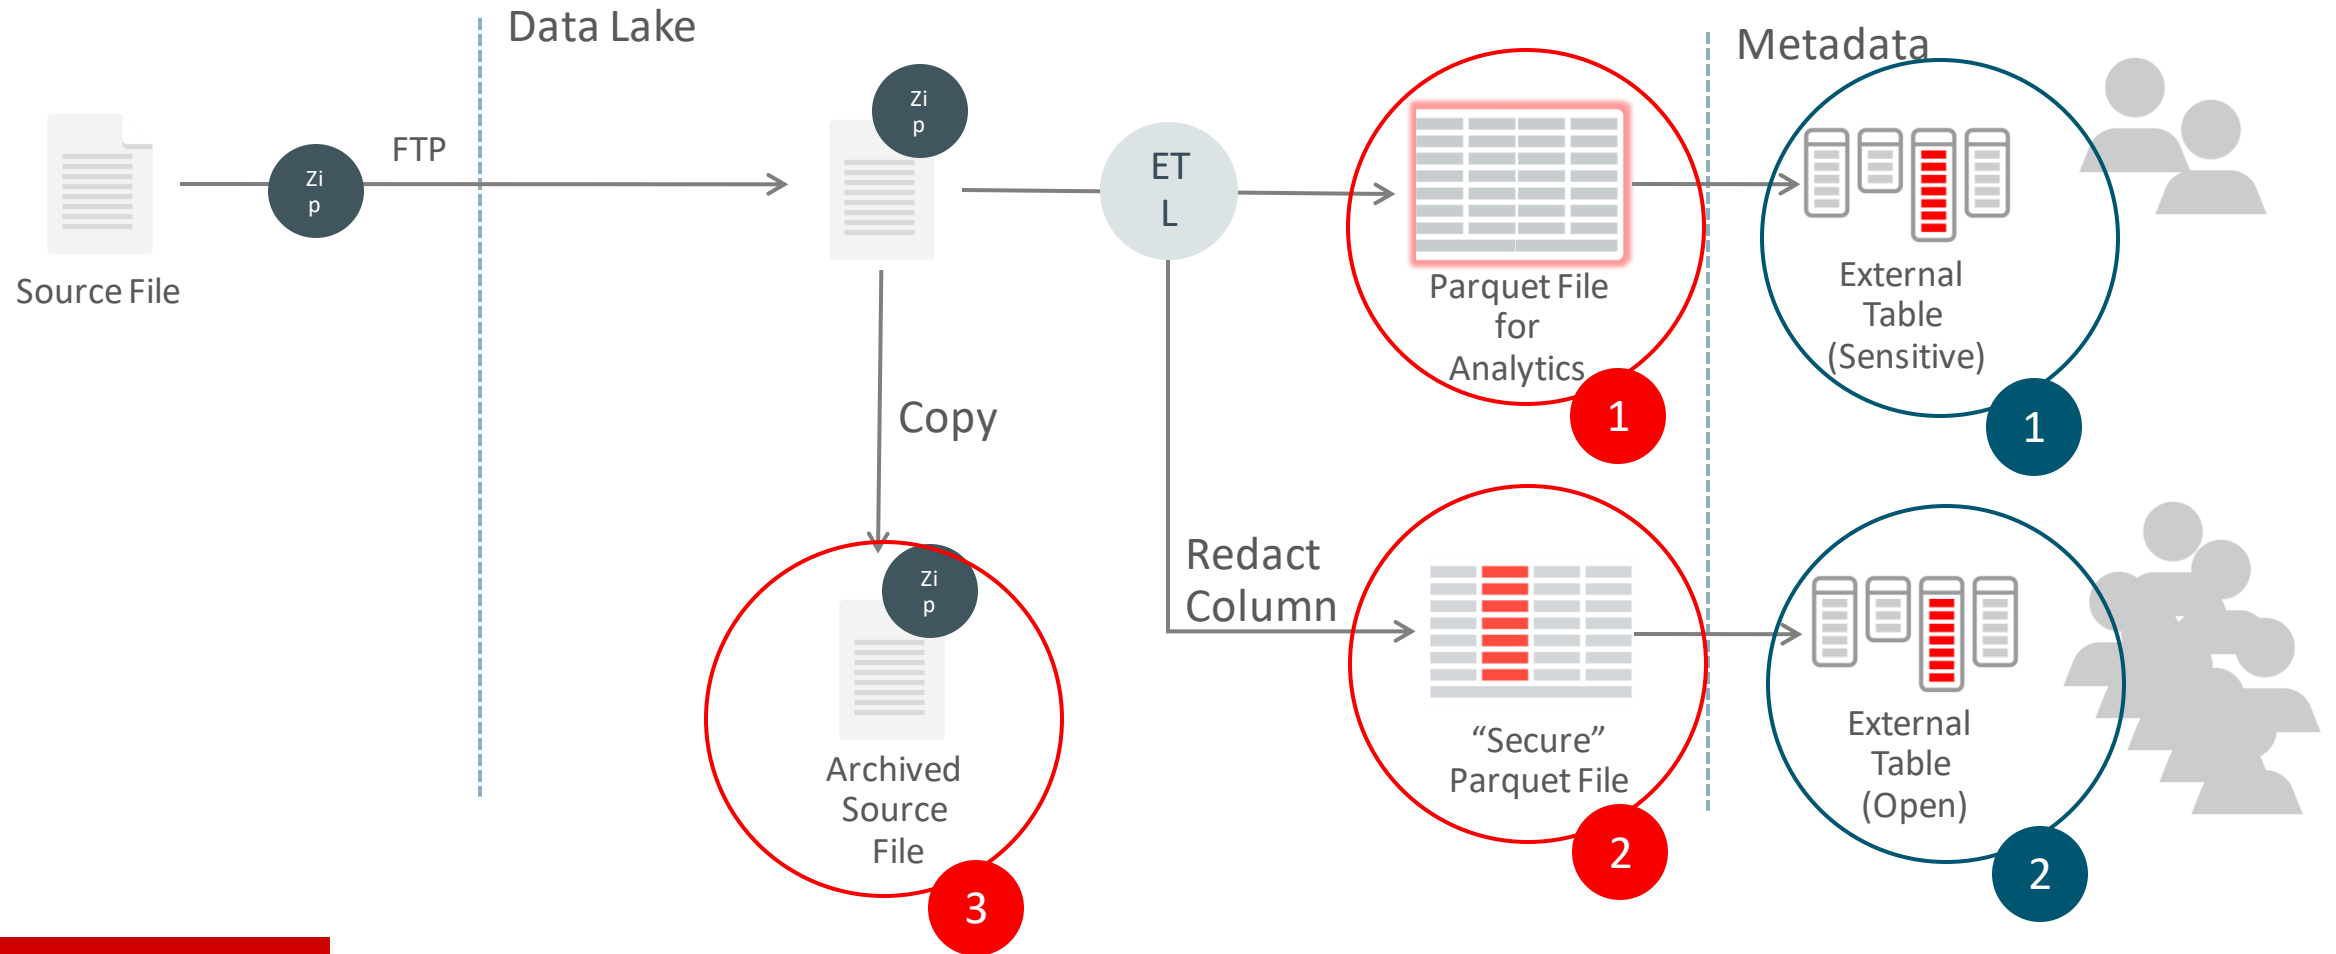 Data Lake
Metadata
Zi
p
FTP
Zi
p
ET
L
Source File
Parquet File
for
Analytics
1
External
Table
(Sensitive)
1
Copy
Redact
Column
Zi
p
Archived
Source
File
3
“Secure”
Parquet File
2
External
Table
(Open)
2